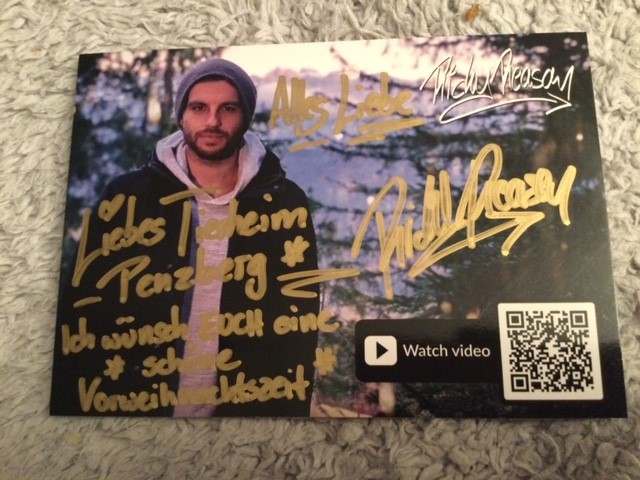 Alles Liebe
Liebes Tierheim
Penzberg
Ich wünsch EUCH eine
schöne
Vorweihnachtszeit
Watch video